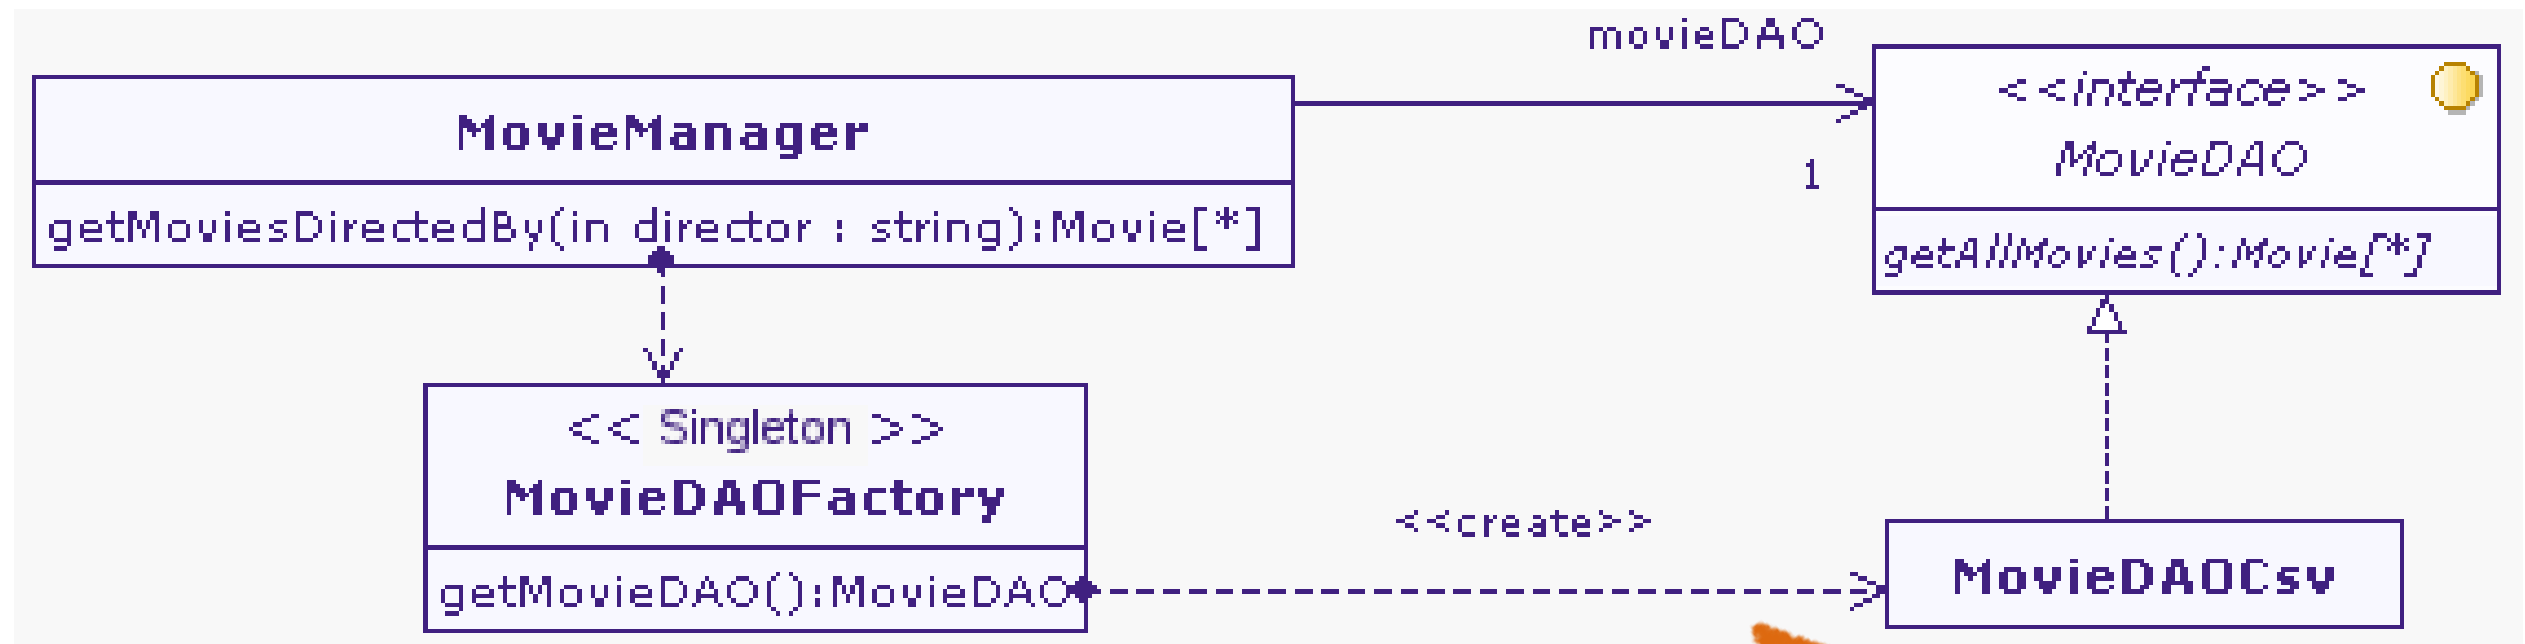 movieDAO
MovieManager
getMoviesDirectedBy(in director : string):Movie[*]
<<interface>>
MovieDAO
1
getAllMovies():Movie[*]
<< Singleton >>
MovieDAOFactory
getMovieDAO():MovieDAO
<<create>>
MovieDAOCsv